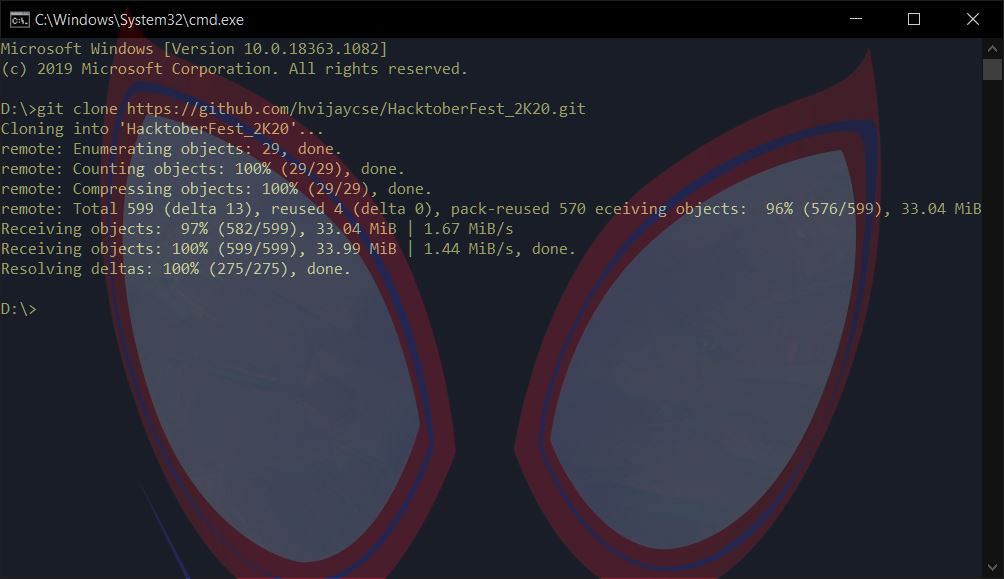 C:\Windows\System32\cmd.exe
Microsoft Windows [Version 10.0.18363.1082]
(c) 2019 Microsoft Corporation. All rights reserved.
D:\>git clone https://github.com/hvijaycse/HacktoberFest_2K20.git
Cloning into 'HacktoberFest_2K20'...
remote: Enumerating objects: 29, done.
remote: Counting objects: 100% (29/29), done.
remote: Compressing objects: 100% (29/29), done.
remote: Total 599 (delta 13), reused 4 (delta 0), pack-reused 570 eceiving objects:  96% (576/599), 33.04 MiB
Receiving objects:  97% (582/599), 33.04 MiB | 1.67 MiB/s
Receiving objects: 100% (599/599), 33.99 MiB | 1.44 MiB/s, done.
Resolving deltas: 100% (275/275), done.
D:\>